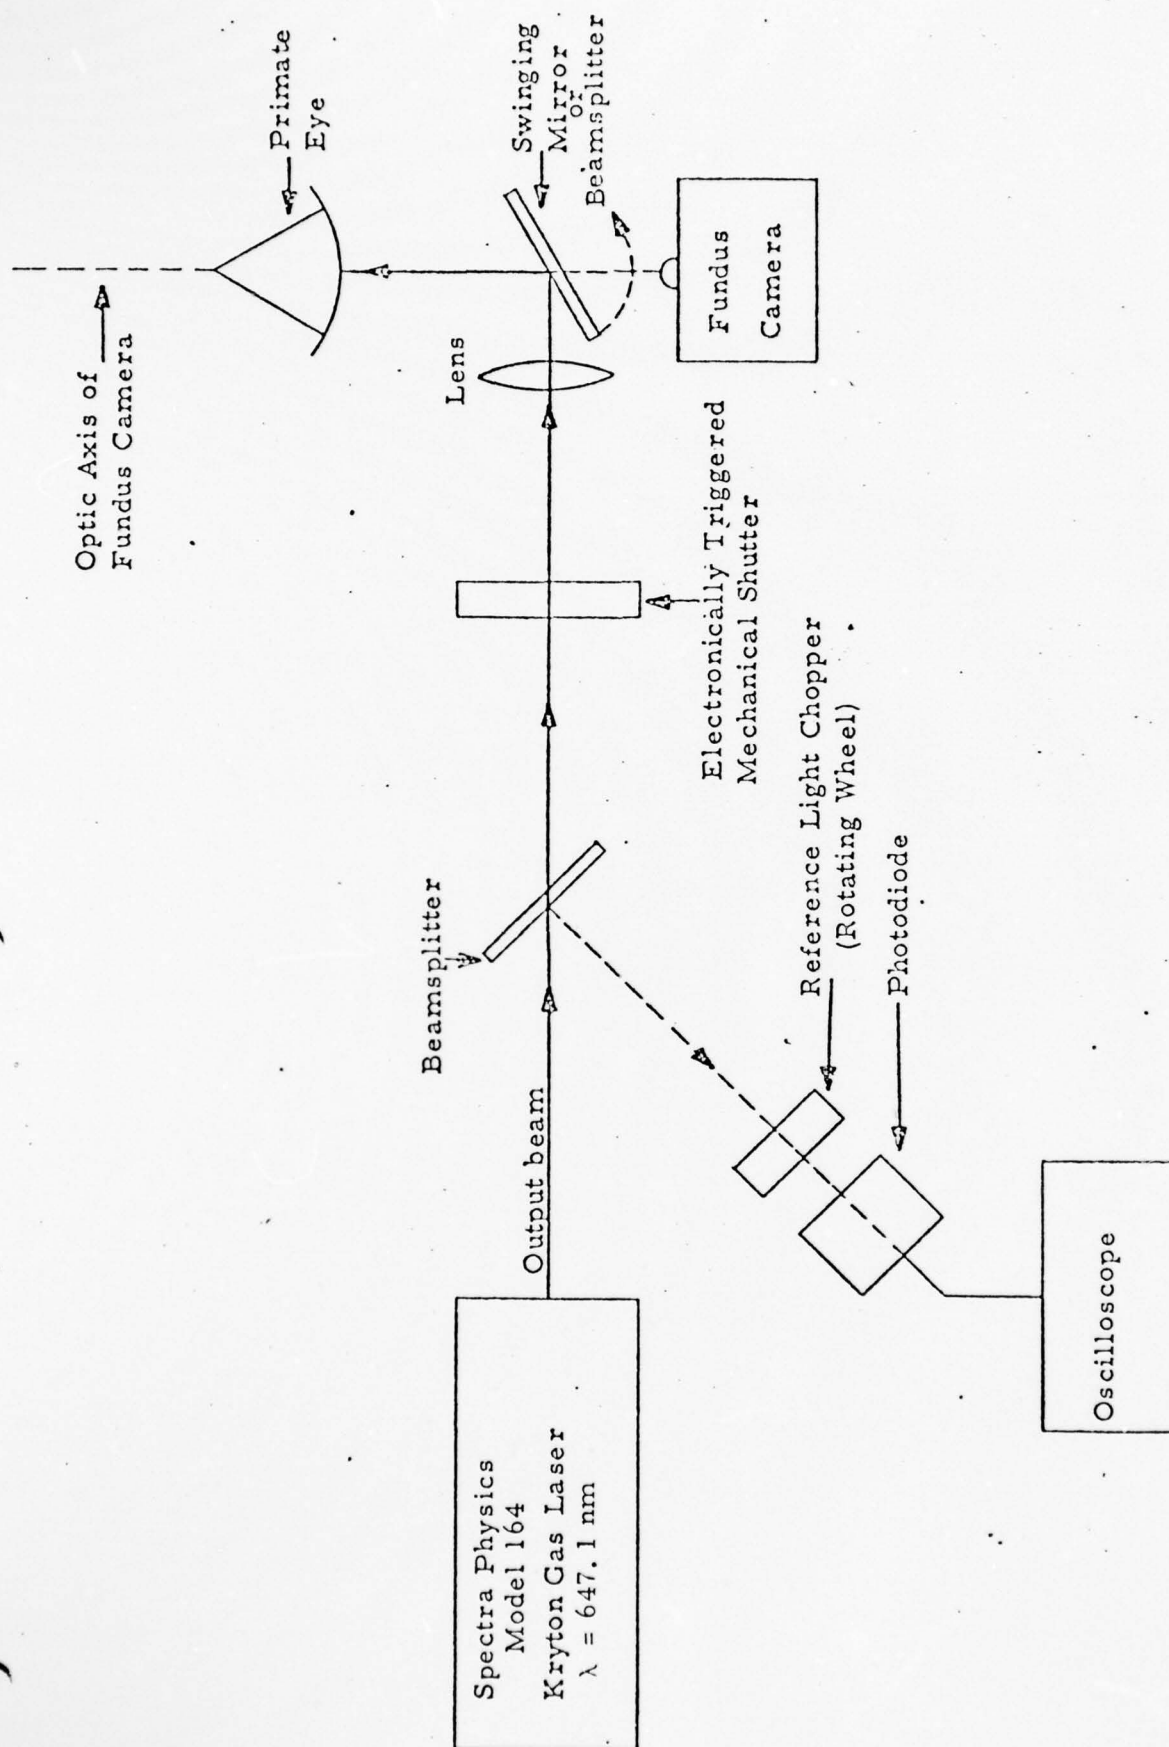 Optic Axis of
Fundus Camera
Primate
Eye
Lens
Swinging
Mirror
or
Beamsplitter
Fundus
Camera
Electronically Triggered
Mechanical Shutter
Beamsplitter
Output beam
Reference Light Chopper
(Rotating Wheel)
Photodiode
Spectra Physics
Model 164
Kryton Gas Laser
λ = 647.1 nm
Oscilloscope